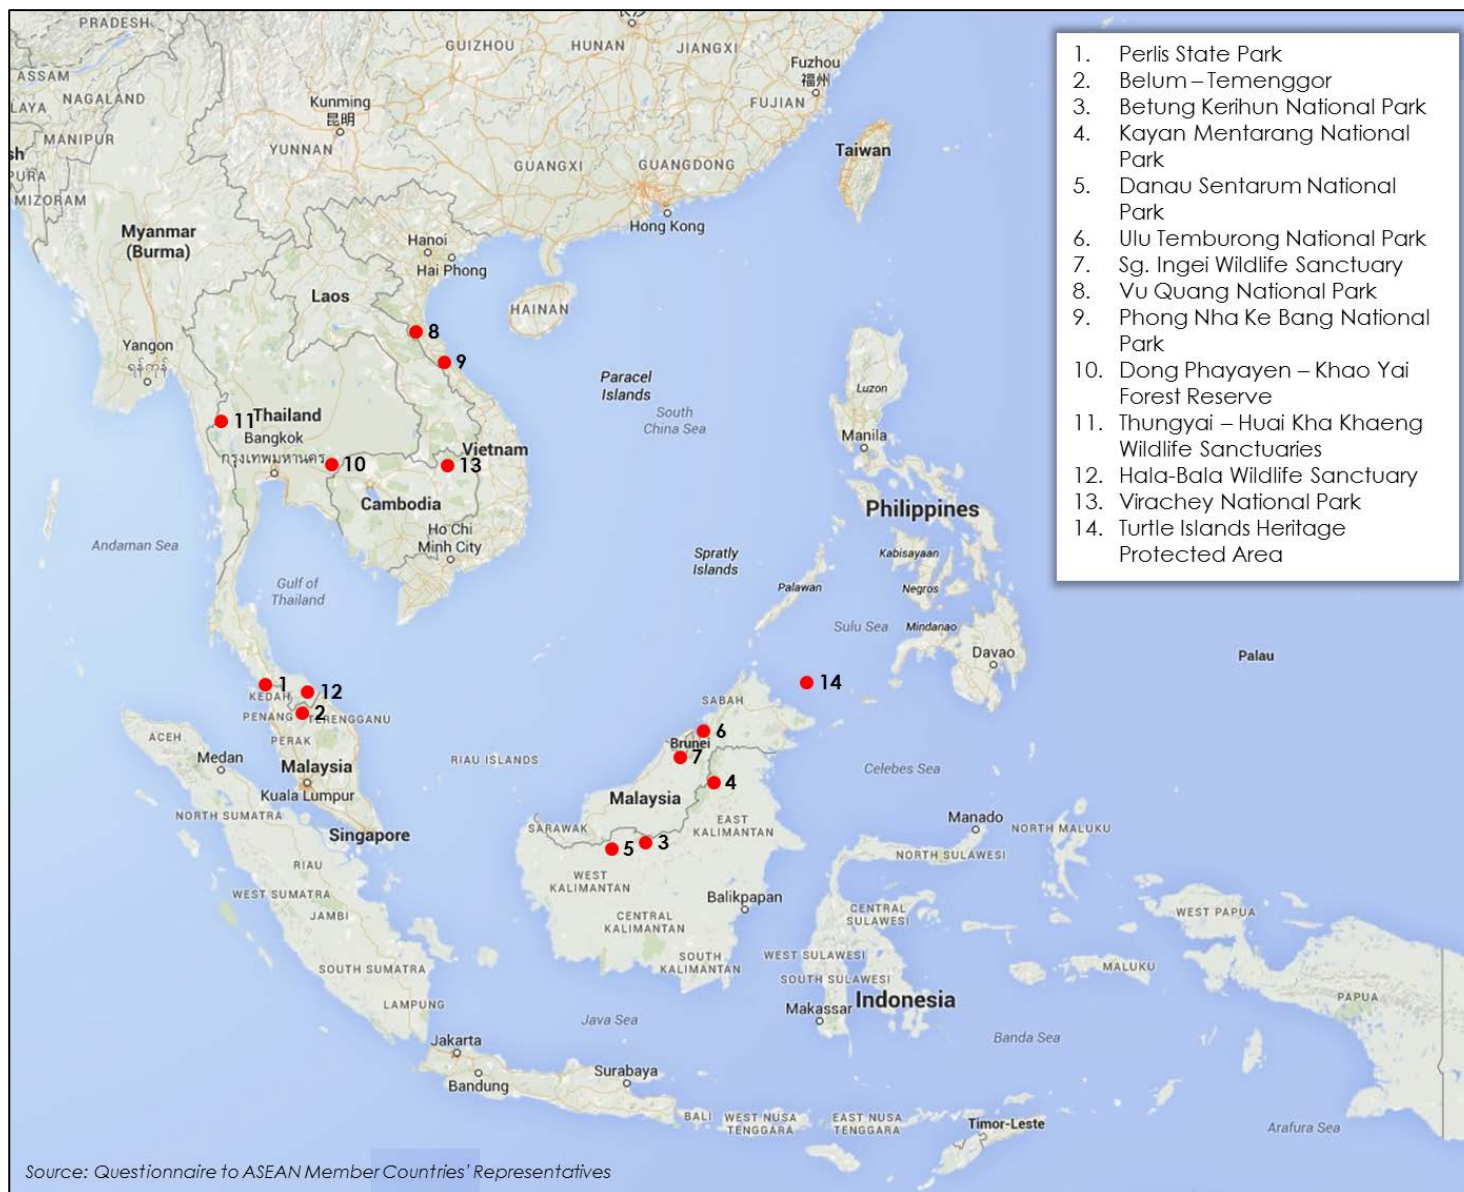 PRADESH
GUIZHOU
HUNAN
JIANGXI
Fuzhou
福州
FUJIAN
ASSAM
LAYA
NAGALAND
MANIPUR
sh
PURA
MIZORAM
Kunming
昆明
YUNNAN
GUANGXI
GUANGDONG
Taiwan
Hong Kong
Myanmar
(Burma)
Hanoi
Hai Phong
Laos
HAINAN
8
9
Yangon
ရန်ကုန်
Paracel
Islands
South
China Sea
Luzon
Manila
11
Thailand
Bangkok
กรุงเทพมหานคร
10
13
Vietnam
Cambodia
Ho Chi
Minh City
Philippines
Andaman Sea
Gulf of
Thailand
Spratly
Islands
Kabisayaan
Palawan
Negros
Sulu Sea
Mindanao
Davao
Palau
1
12
KEDAH
2
PENANG
TERENGGANU
PERAK
14
SABAH
6
Brunei
7
4
ACEH
Medan
Malaysia
Kuala Lumpur
RIAU ISLANDS
Celebes Sea
Malaysia
NORTH SUMATRA
Singapore
SARAWAK
EAST
KALIMANTAN
Manado
NORTH MALUKU
5
3
NORTH SULAWESI
RIAU
WEST
KALIMANTAN
WEST SUMATRA
JAMBI
Balikpapan
CENTRAL
KALIMANTAN
CENTRAL
SULAWESI
WEST PAPUA
SOUTH SUMATRA
SOUTH
KALIMANTAN
WEST SULAWESI
SOUTH SULAWESI
MALUKU
LAMPUNG
Makassar
Indonesia
PAPUA
Java Sea
Banda Sea
Jakarta
Bandung
Surabaya
BALI
WEST NUSA
TENGGARA
EAST NUSA
TENGGARA
Timor-Leste
Arafura Sea
1. Perlis State Park
2. Belum – Temenggor
3. Betung Kerihun National Park
4. Kayan Mentarang National
Park
5. Danau Sentarum National
Park
6. Ulu Temburong National Park
7. Sg. Ingei Wildlife Sanctuary
8. Vu Quang National Park
9. Phong Nha Ke Bang National
Park
10. Dong Phayayen – Khao Yai
Forest Reserve
11. Thungyai – Huai Kha Khaeng
Wildlife Sanctuaries
12. Hala-Bala Wildlife Sanctuary
13. Virachey National Park
14. Turtle Islands Heritage
Protected Area
Source: Questionnaire to ASEAN Member Countries' Representatives